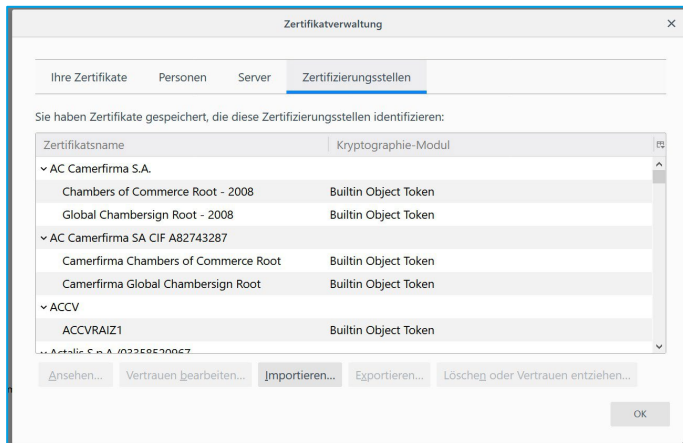 Zertifikatverwaltung
Ihre Zertifikate Personen Server Zertifizierungsstellen
Sie haben Zertifikate gespeichert, die diese Zertifizierungsstellen identifizieren:
Zertifikatsname Kryptographie-Modul
AC Camerfirma S.A.
Chambers of Commerce Root - 2008 Builtin Object Token
Global Chambersign Root - 2008 Builtin Object Token
AC Camerfirma SA CIF A82743287
Camerfirma Chambers of Commerce Root Builtin Object Token
Camerfirma Global Chambersign Root Builtin Object Token
ACCV
ACCVRAIZ1 Builtin Object Token
Actalis S.p.A./03358520967
Ansehen... Vertrauen bearbeiten... Importieren... Exportieren... Löschen oder Vertrauen entziehen...
OK